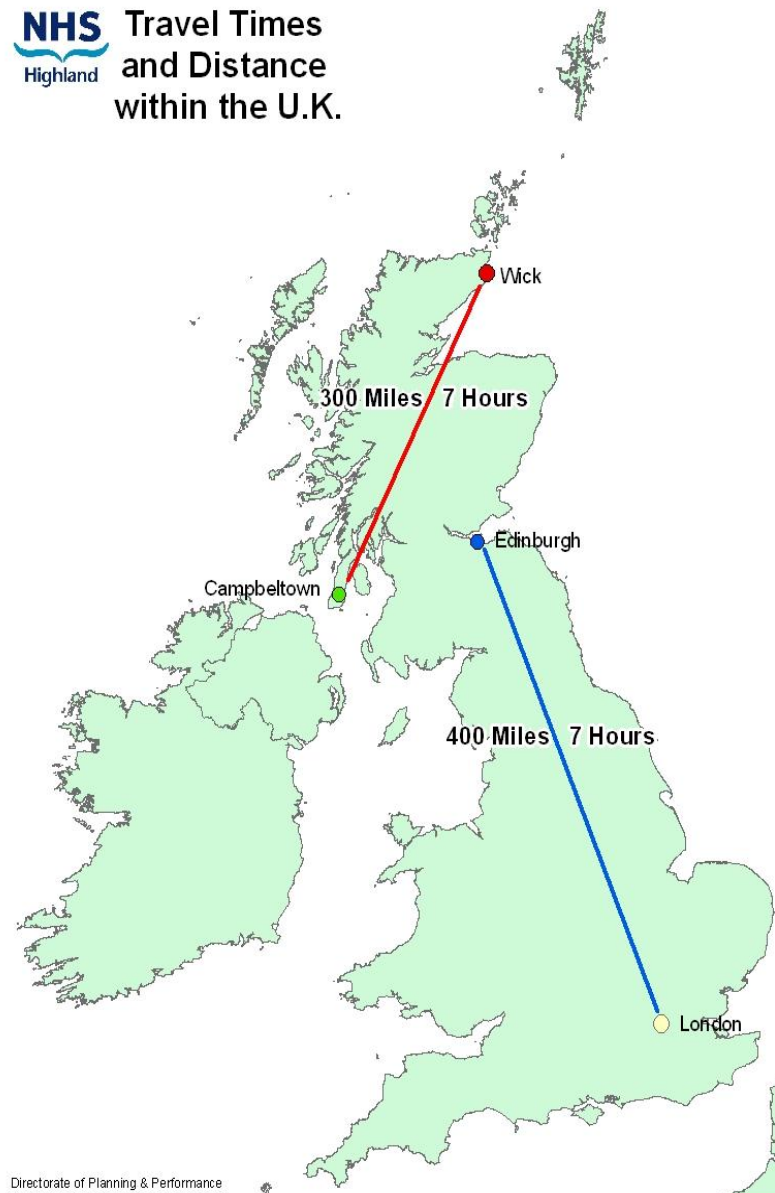 NHS
Highland
Travel Times
and Distance
within the U.K.
Wick
300 Miles 7 Hours
Edinburgh
Campbeltown
400 Miles 7 Hours
London
Directorate of Planning & Performance